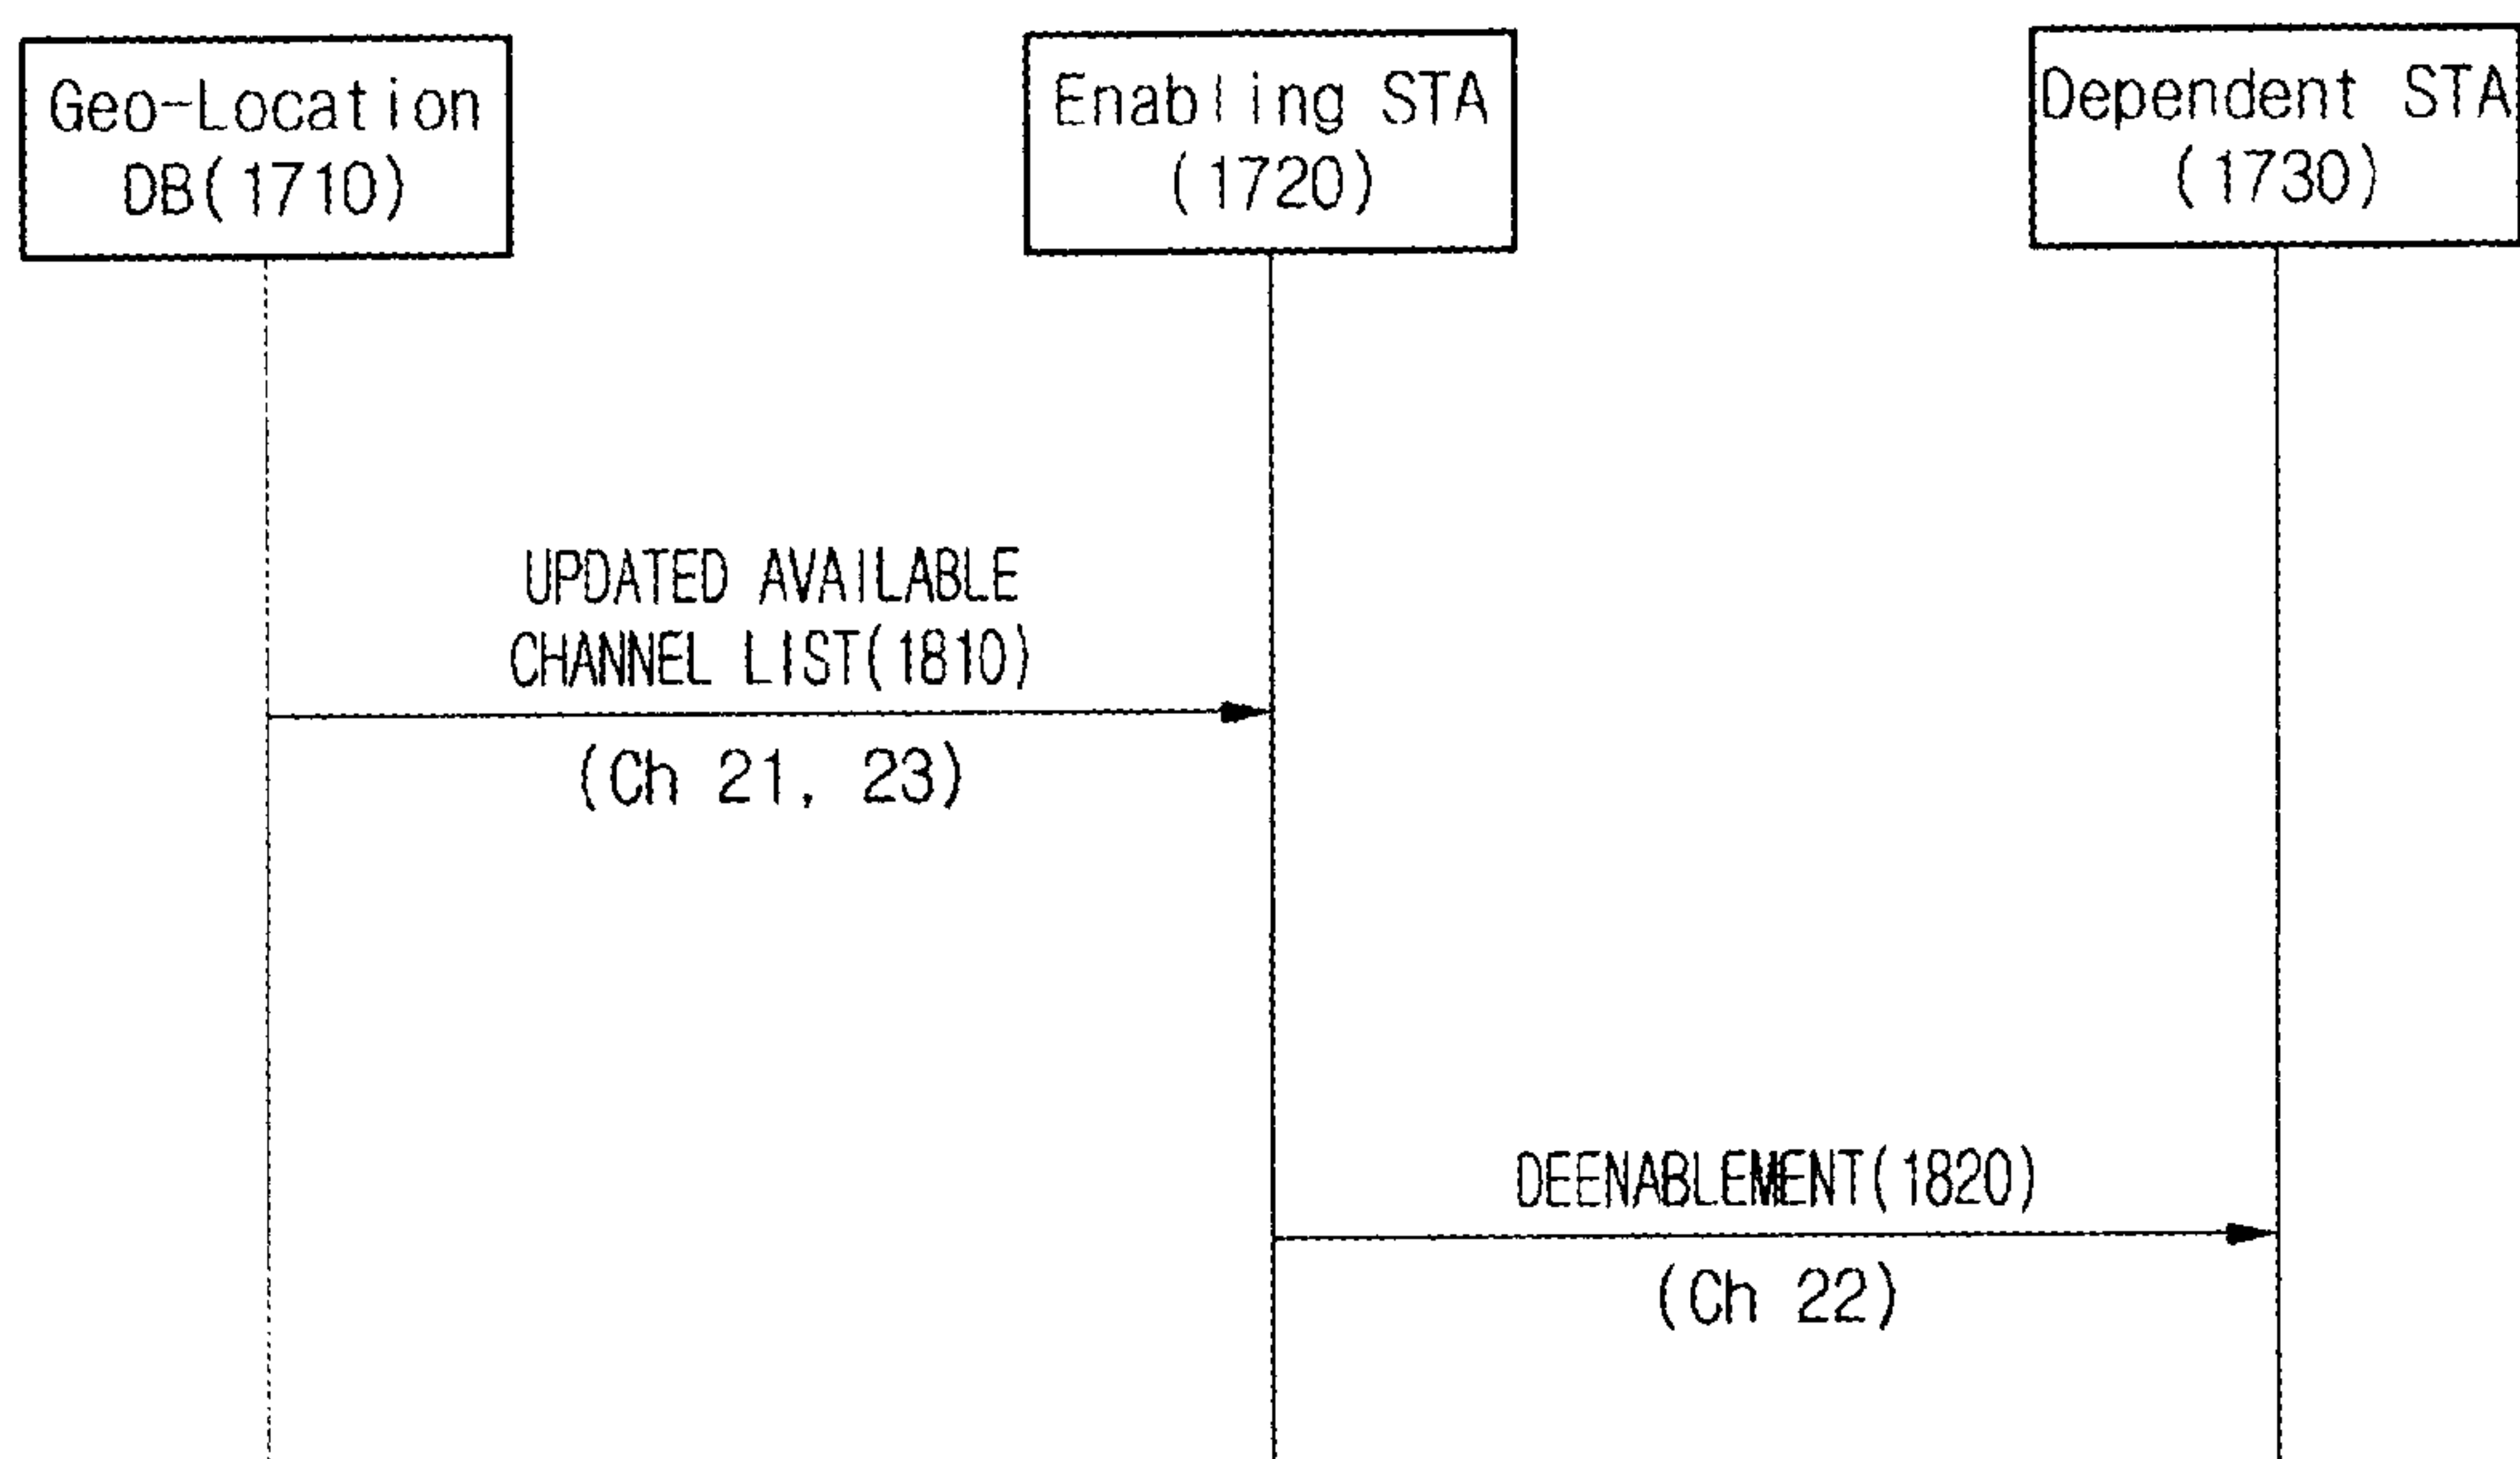 Geo-Location
DB(1710)
Enabling STA
(1720)
Dependent STA
(1730)
UPDATED AVAILABLE
CHANNEL LIST(1810)
(Ch 21, 23)
DEENABLEMENT(1820)
(Ch 22)